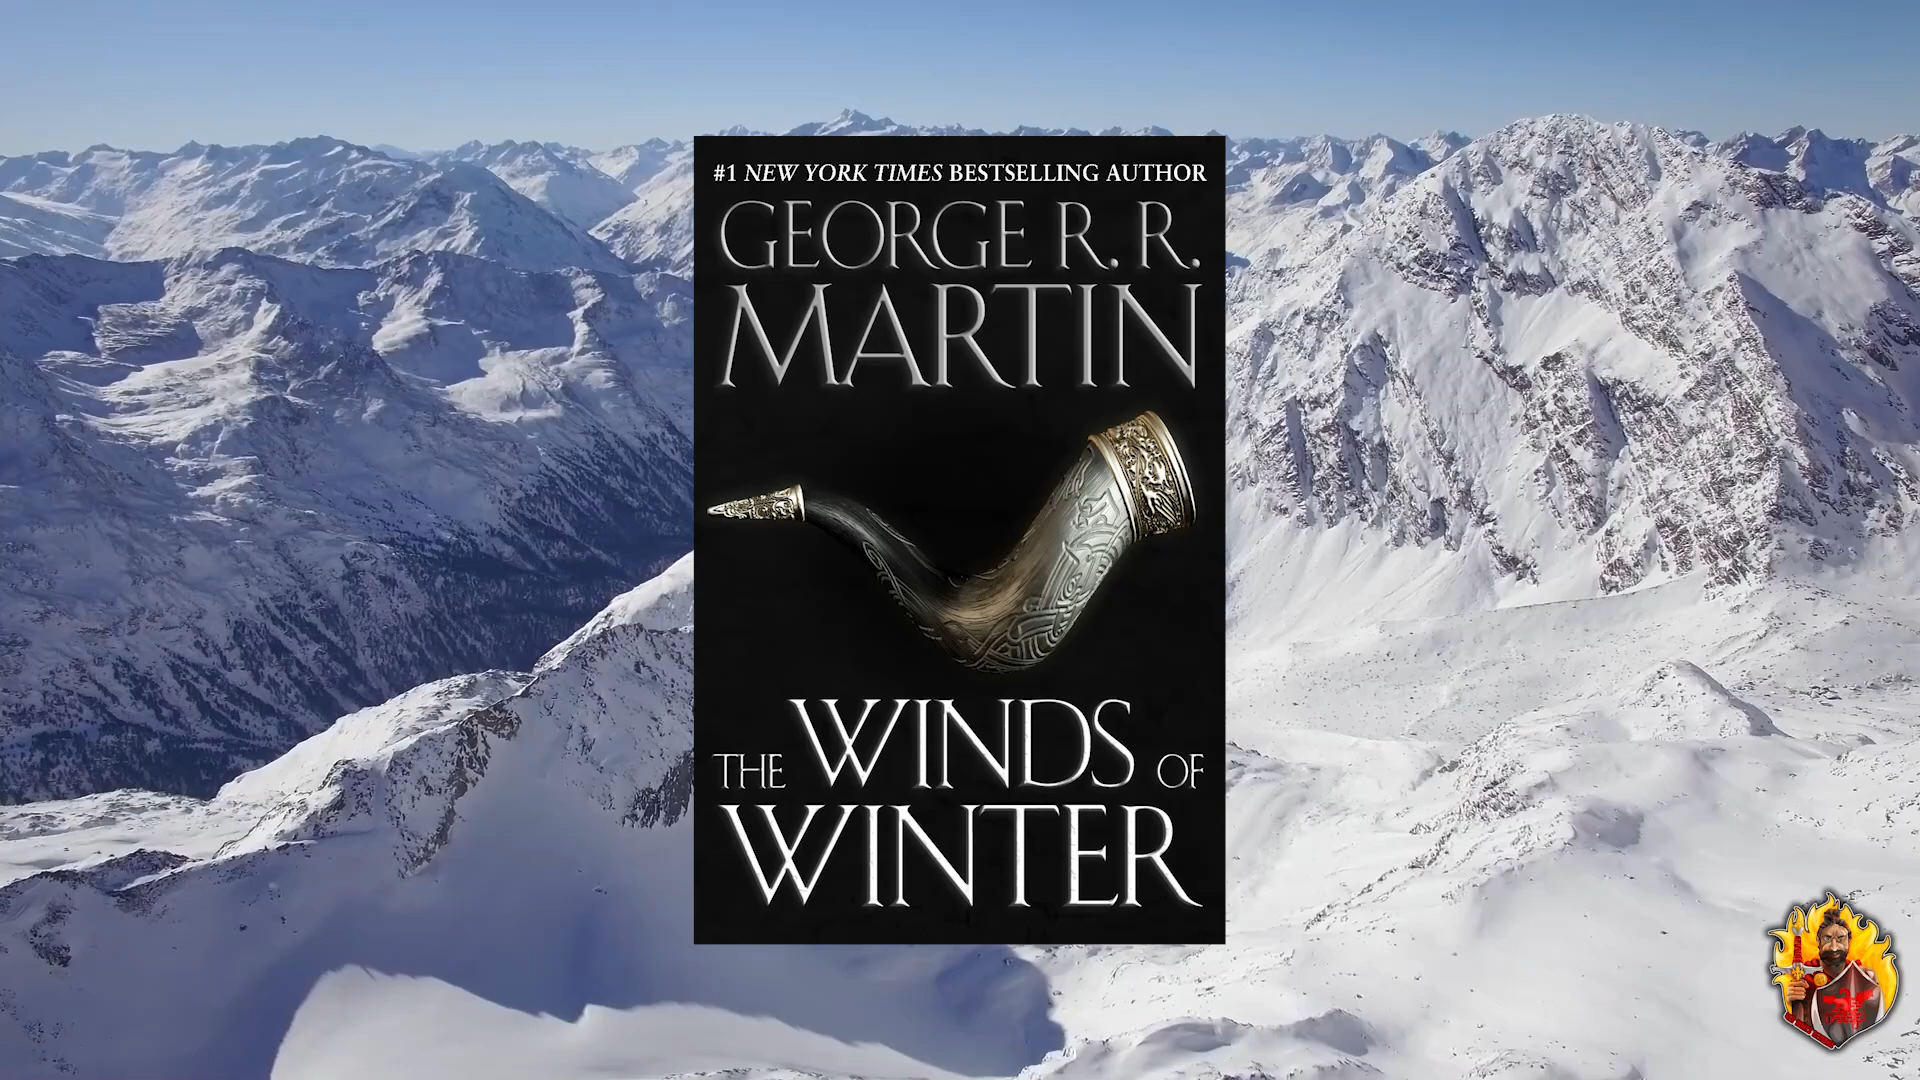 #1 NEW YORK TIMES BESTSELLING AUTHOR
GEORGE R. R.
MARTIN
THE WINDS OF
WINTER